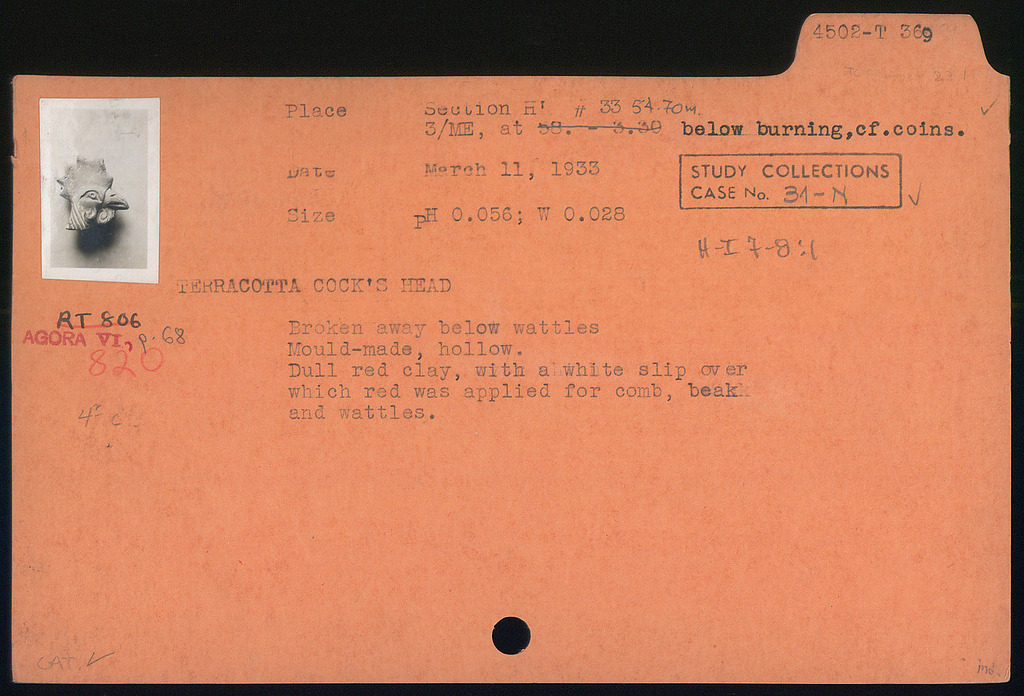 4502-T 369
Place Section H' # 33 54.70m.
3/ME, at 58. - 3.30 below burning, cf.coins.
Date March 11, 1933
STUDY COLLECTIONS
CASE No. 31-N
Size pH 0.056; W 0.028
H-I 7-8:1
TERRACOTTA COCK'S HEAD
RT 806
AGORA VI, p.68
820
Broken away below wattles
Mould-made, hollow.
Dull red clay, with a white slip over
which red was applied for comb, beak
and wattles.
CAT. ✓